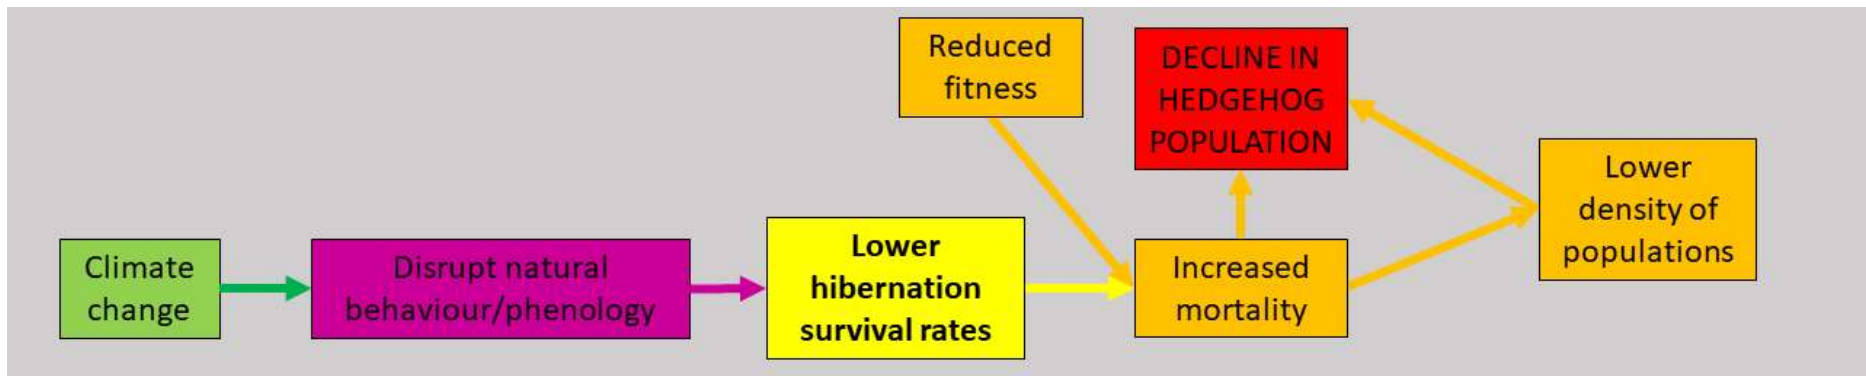 Climate
change
Disrupt natural
behaviour/phenology
Lower
hibernation
survival rates
Reduced
fitness
Increased
mortality
DECLINE IN
HEDGEHOG
POPULATION
Lower
density of
populations